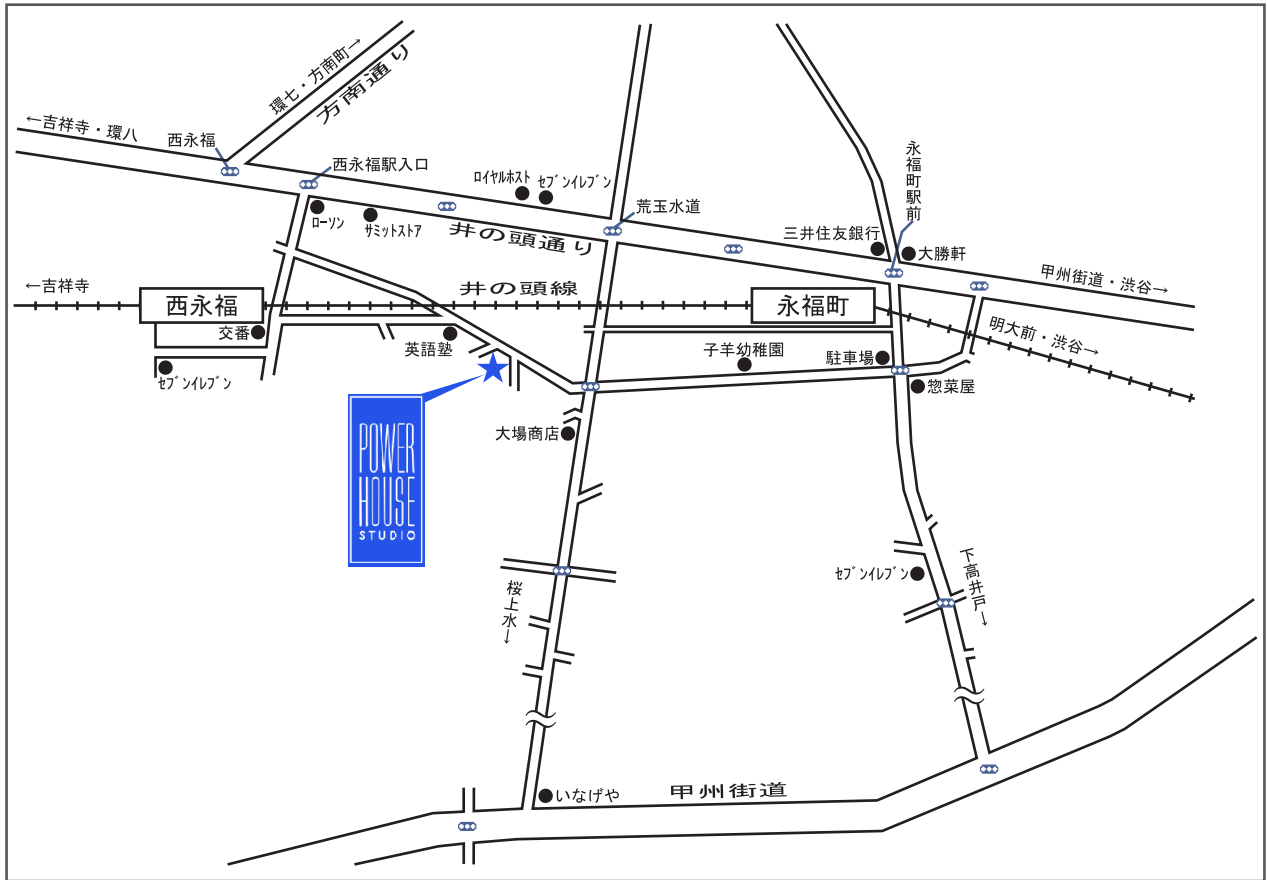 環七・方南町→
方南通り
←吉祥寺・環八
西永福
西永福駅入口
ロイヤルホスト
セブンイレブン
永福町駅前
荒玉水道
ローソン
サミットストア
井の頭通り
三井住友銀行
大勝軒
甲州街道・渋谷→
←吉祥寺
西永福
井の頭線
永福町
明大前・渋谷→
交番
英語塾
子羊幼稚園
駐車場
セブンイレブン
惣菜屋
POWER
HOUSE
STUDIO
大場商店
桜上水→
セブンイレブン
下高井戸→
いなげや
甲州街道